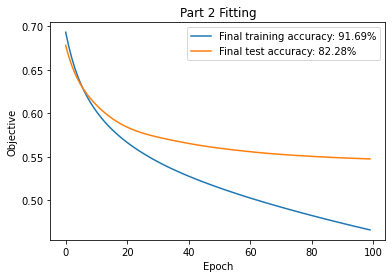 Part 2 Fitting
Final training accuracy: 91.69%
Final test accuracy: 82.28%
Objective
0.70
0.65
0.60
0.55
0.50
0
20
40
60
80
100
Epoch